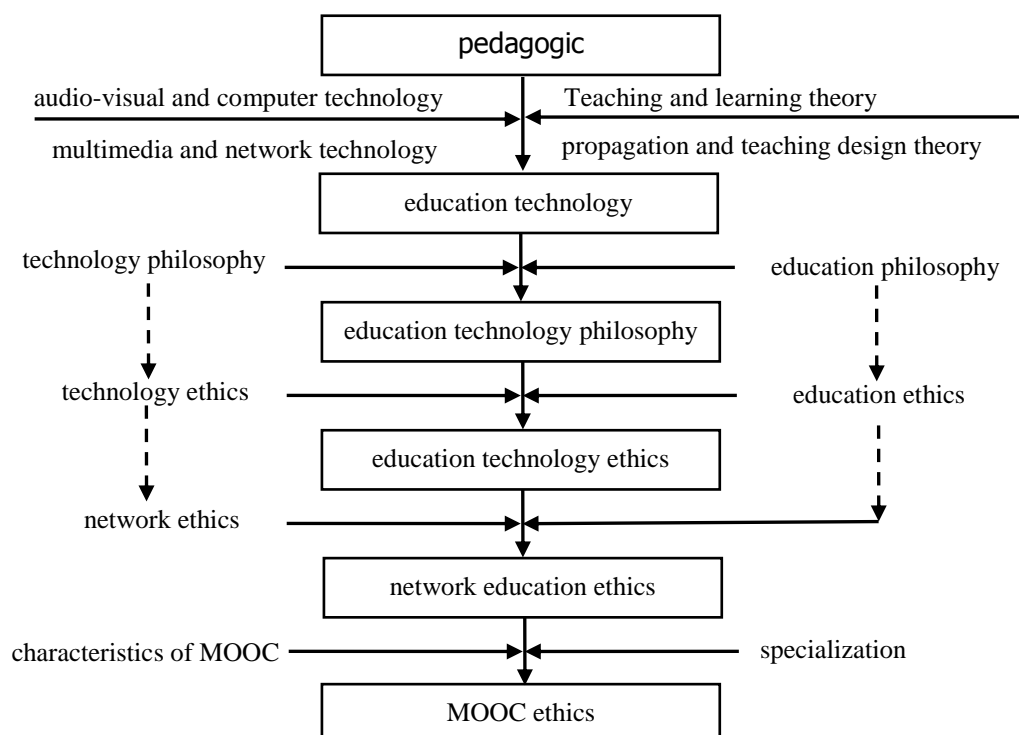 pedagogic
audio-visual and computer technology
Teaching and learning theory
multimedia and network technology
propagation and teaching design theory
education technology
technology philosophy
education philosophy
education technology philosophy
technology ethics
education ethics
education technology ethics
network ethics
network education ethics
characteristics of MOOC
specialization
MOOC ethics